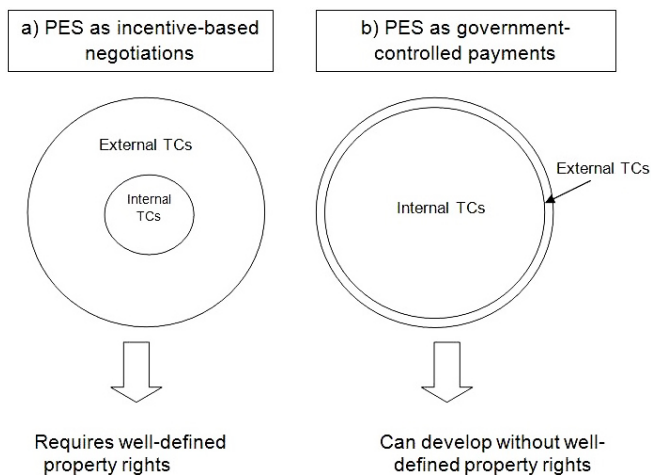 a) PES as incentive-based
negotiations
b) PES as government-
controlled payments
External TCs
Internal
TCs
External TCs
Internal TCs
Requires well-defined
property rights
Can develop without well-
defined property rights